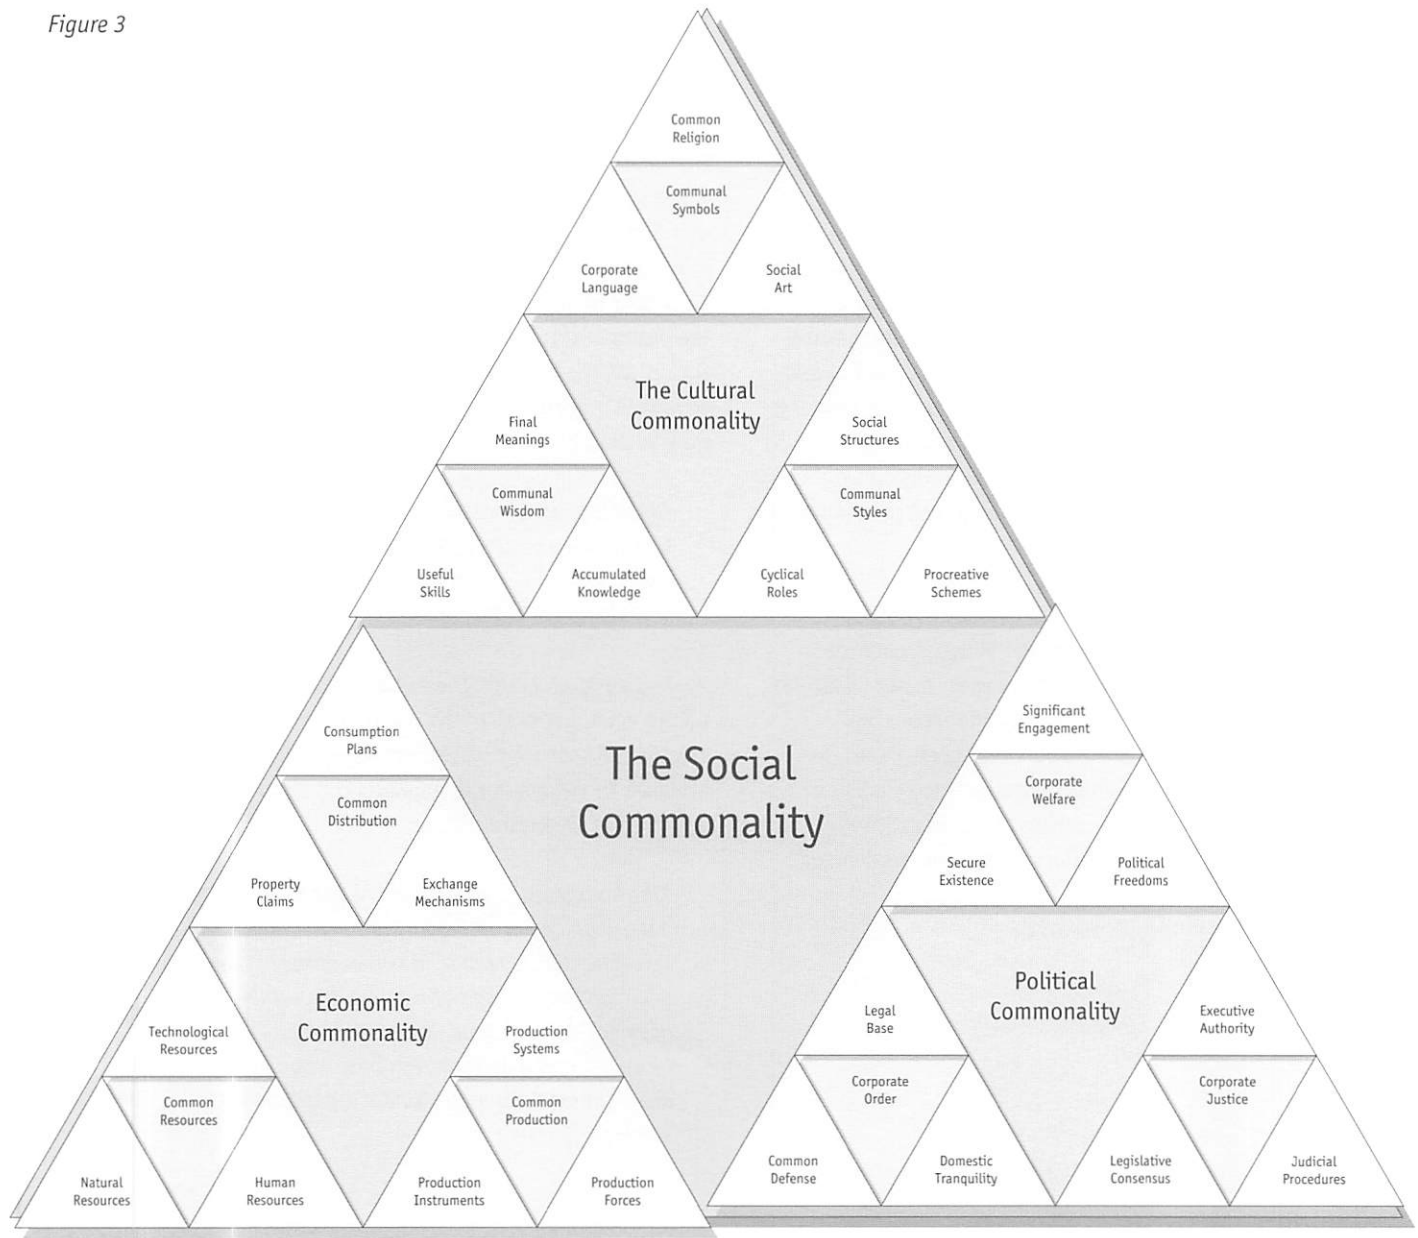 Figure 3
Common
Religion
Communal
Symbols
Corporate
Language
Social
Art
The Cultural
Commonality
Final
Meanings
Social
Structures
Communal
Wisdom
Communal
Styles
Useful
Skills
Accumulated
Knowledge
Cyclical
Roles
Procreative
Schemes
The Social
Commonality
Consumption
Plans
Common
Distribution
Property
Claims
Exchange
Mechanisms
Economic
Commonality
Technological
Resources
Production
Systems
Common
Resources
Common
Production
Natural
Resources
Human
Resources
Production
Instruments
Production
Forces
Significant
Engagement
Corporate
Welfare
Secure
Existence
Political
Freedoms
Political
Commonality
Legal
Base
Executive
Authority
Corporate
Order
Corporate
Justice
Common
Defense
Domestic
Tranquility
Legislative
Consensus
Judicial
Procedures